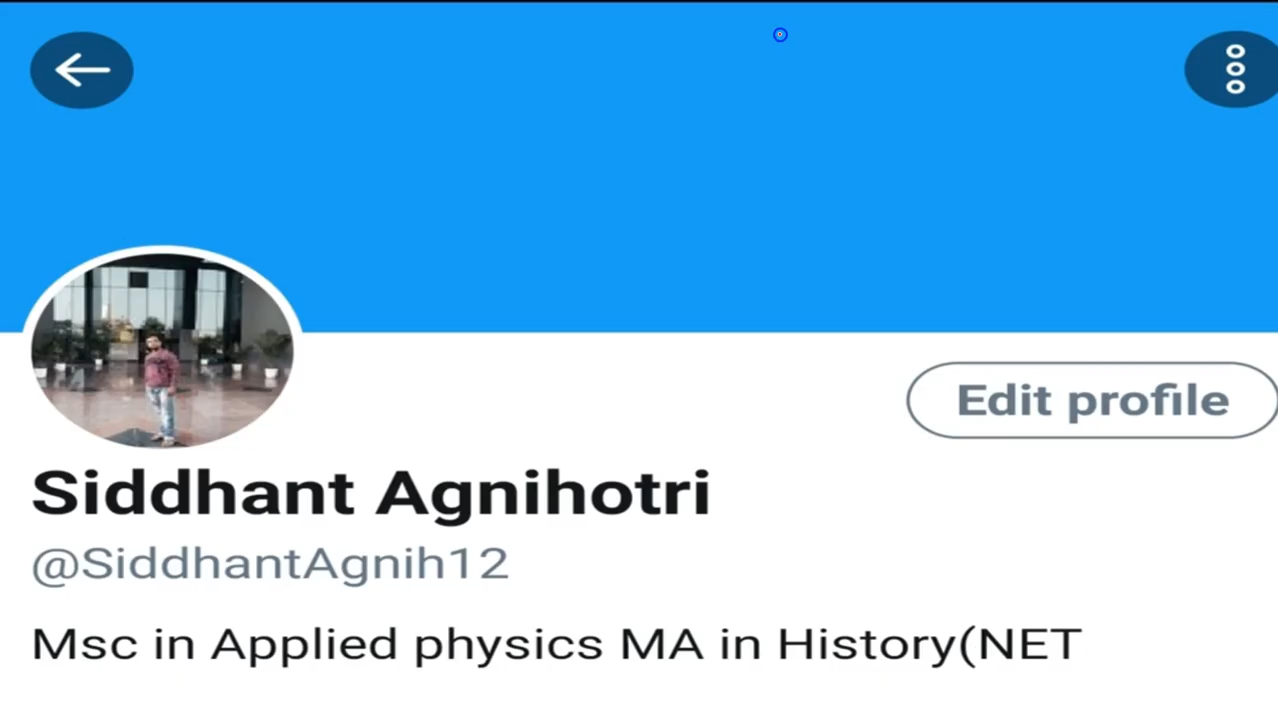 Edit profile
Siddhant Agnihotri
@SiddhantAgnih12
Msc in Applied physics MA in History(NET